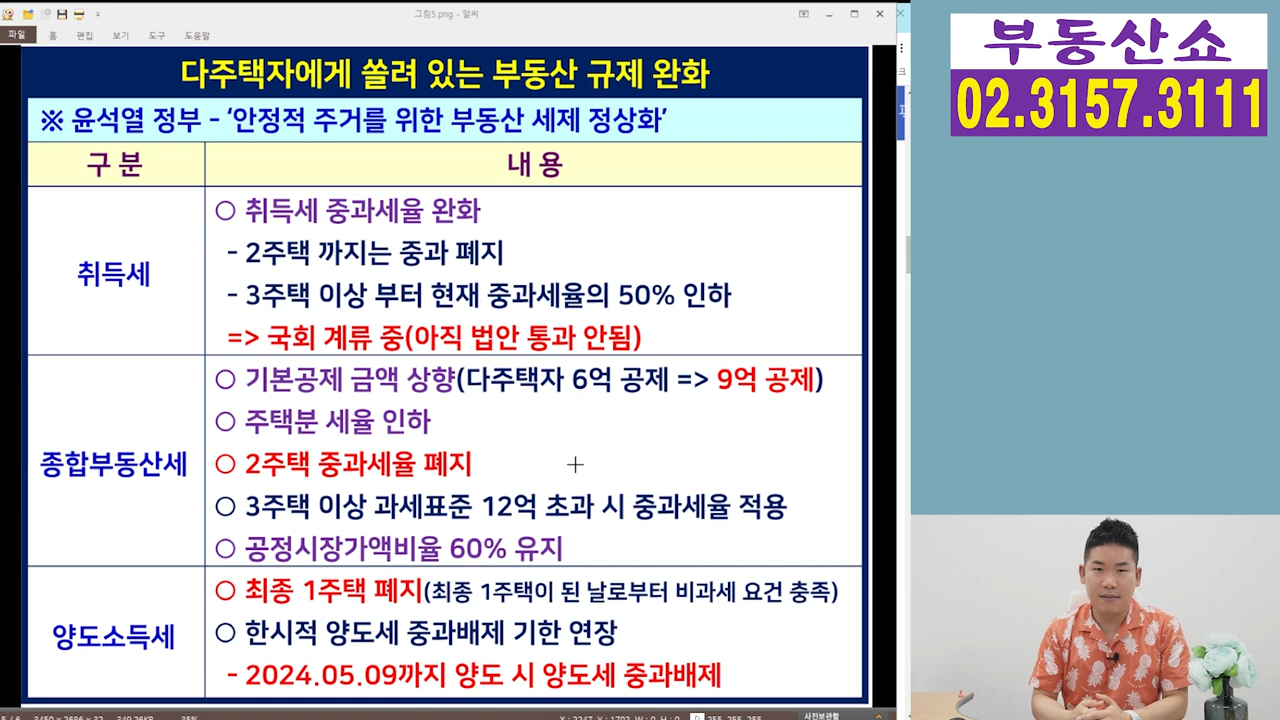 그림5.png - 알씨
파일 홈 편집 보기 도구 도움말
다주택자에게 쏠려 있는 부동산 규제 완화
※ 윤석열 정부 - ‘안정적 주거를 위한 부동산 세제 정상화’
구 분 내 용
취득세
○ 취득세 중과세율 완화
- 2주택 까지는 중과 폐지
- 3주택 이상 부터 현재 중과세율의 50% 인하
=> 국회 계류 중(아직 법안 통과 안됨)
종합부동산세
○ 기본공제 금액 상향(다주택자 6억 공제 => 9억 공제)
○ 주택분 세율 인하
○ 2주택 중과세율 폐지
○ 3주택 이상 과세표준 12억 초과 시 중과세율 적용
○ 공정시장가액비율 60% 유지
양도소득세
○ 최종 1주택 폐지(최종 1주택이 된 날로부터 비과세 요건 충족)
○ 한시적 양도세 중과배제 기한 연장
- 2024.05.09까지 양도 시 양도세 중과배제
부동산쇼
02.3157.3111